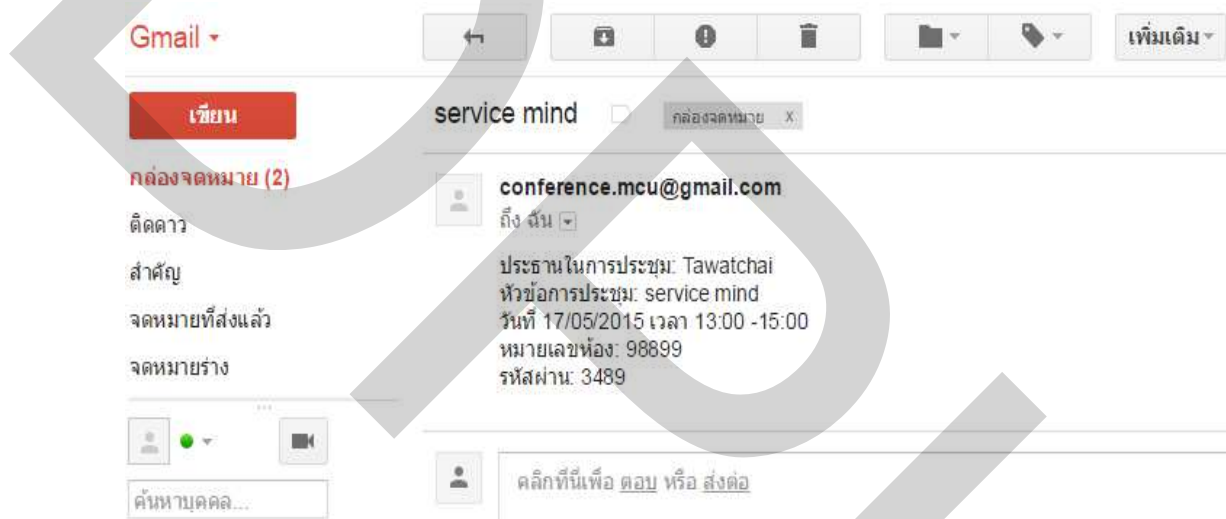 Gmail
เพิ่มเติม
เขียน
service mind
กล่องจดหมาย x
กล่องจดหมาย (2)
ติดดาว
สำคัญ
จดหมายที่ส่งแล้ว
จดหมายร่าง
conference.mcu@gmail.com
ถึง ฉัน
ประธานในการประชุม: Tawatchai
หัวข้อการประชุม: service mind
วันที่ 17/05/2015 เวลา 13:00 -15:00
หมายเลขห้อง: 98899
รหัสผ่าน: 3489
ค้นหาบุคคล...
คลิกที่นี่เพื่อ ตอบ หรือ ส่งต่อ